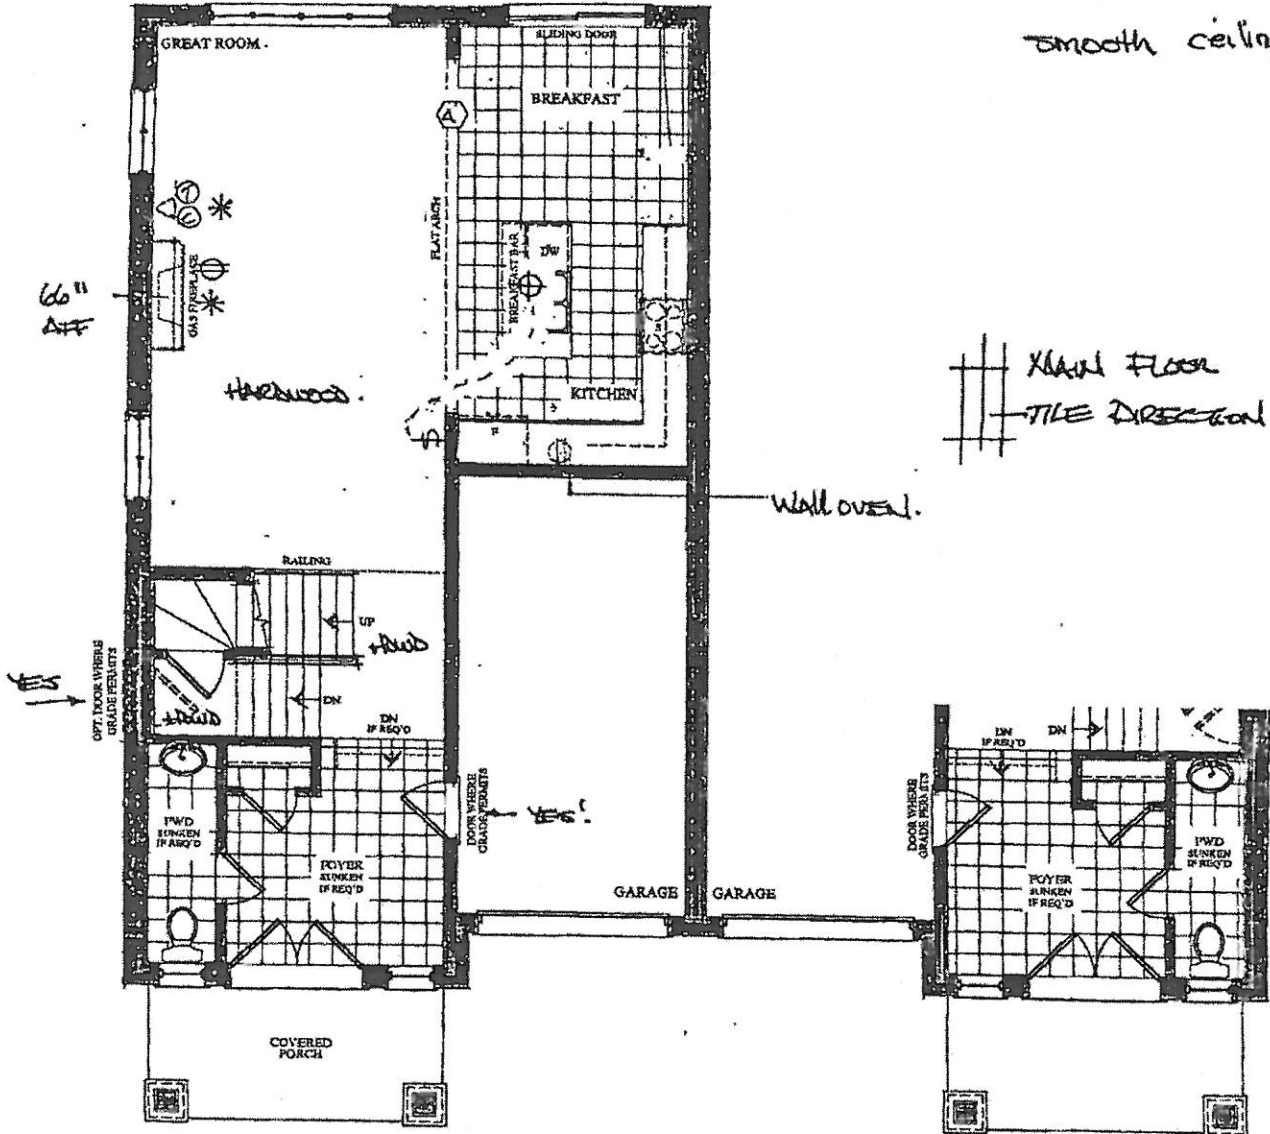 smooth ceilin
GREAT ROOM.
SLIDING DOOR
BREAKFAST
A
FLAT ARCH
BREAKFAST BAR
DW
GAS FIREPLACE
66"
AFF
HARDWOOD.
KITCHEN
MAIN FLOOR
TILE DIRECTION
WALL OVEN.
RAILING
UP
HDWD
YES
OPT. DOOR WHERE
GRADE PERMITS
DN
HDWD
DN
IF REQ'D
DOOR WHERE
GRADE PERMITS
YES!
PWD
SUNKEN
IF REQ'D
FOYER
SUNKEN
IF REQ'D
GARAGE
GARAGE
DN
IF REQ'D
DN
DOOR WHERE
GRADE PERMITS
FOYER
SUNKEN
IF REQ'D
PWD
SUNKEN
IF REQ'D
COVERED
PORCH